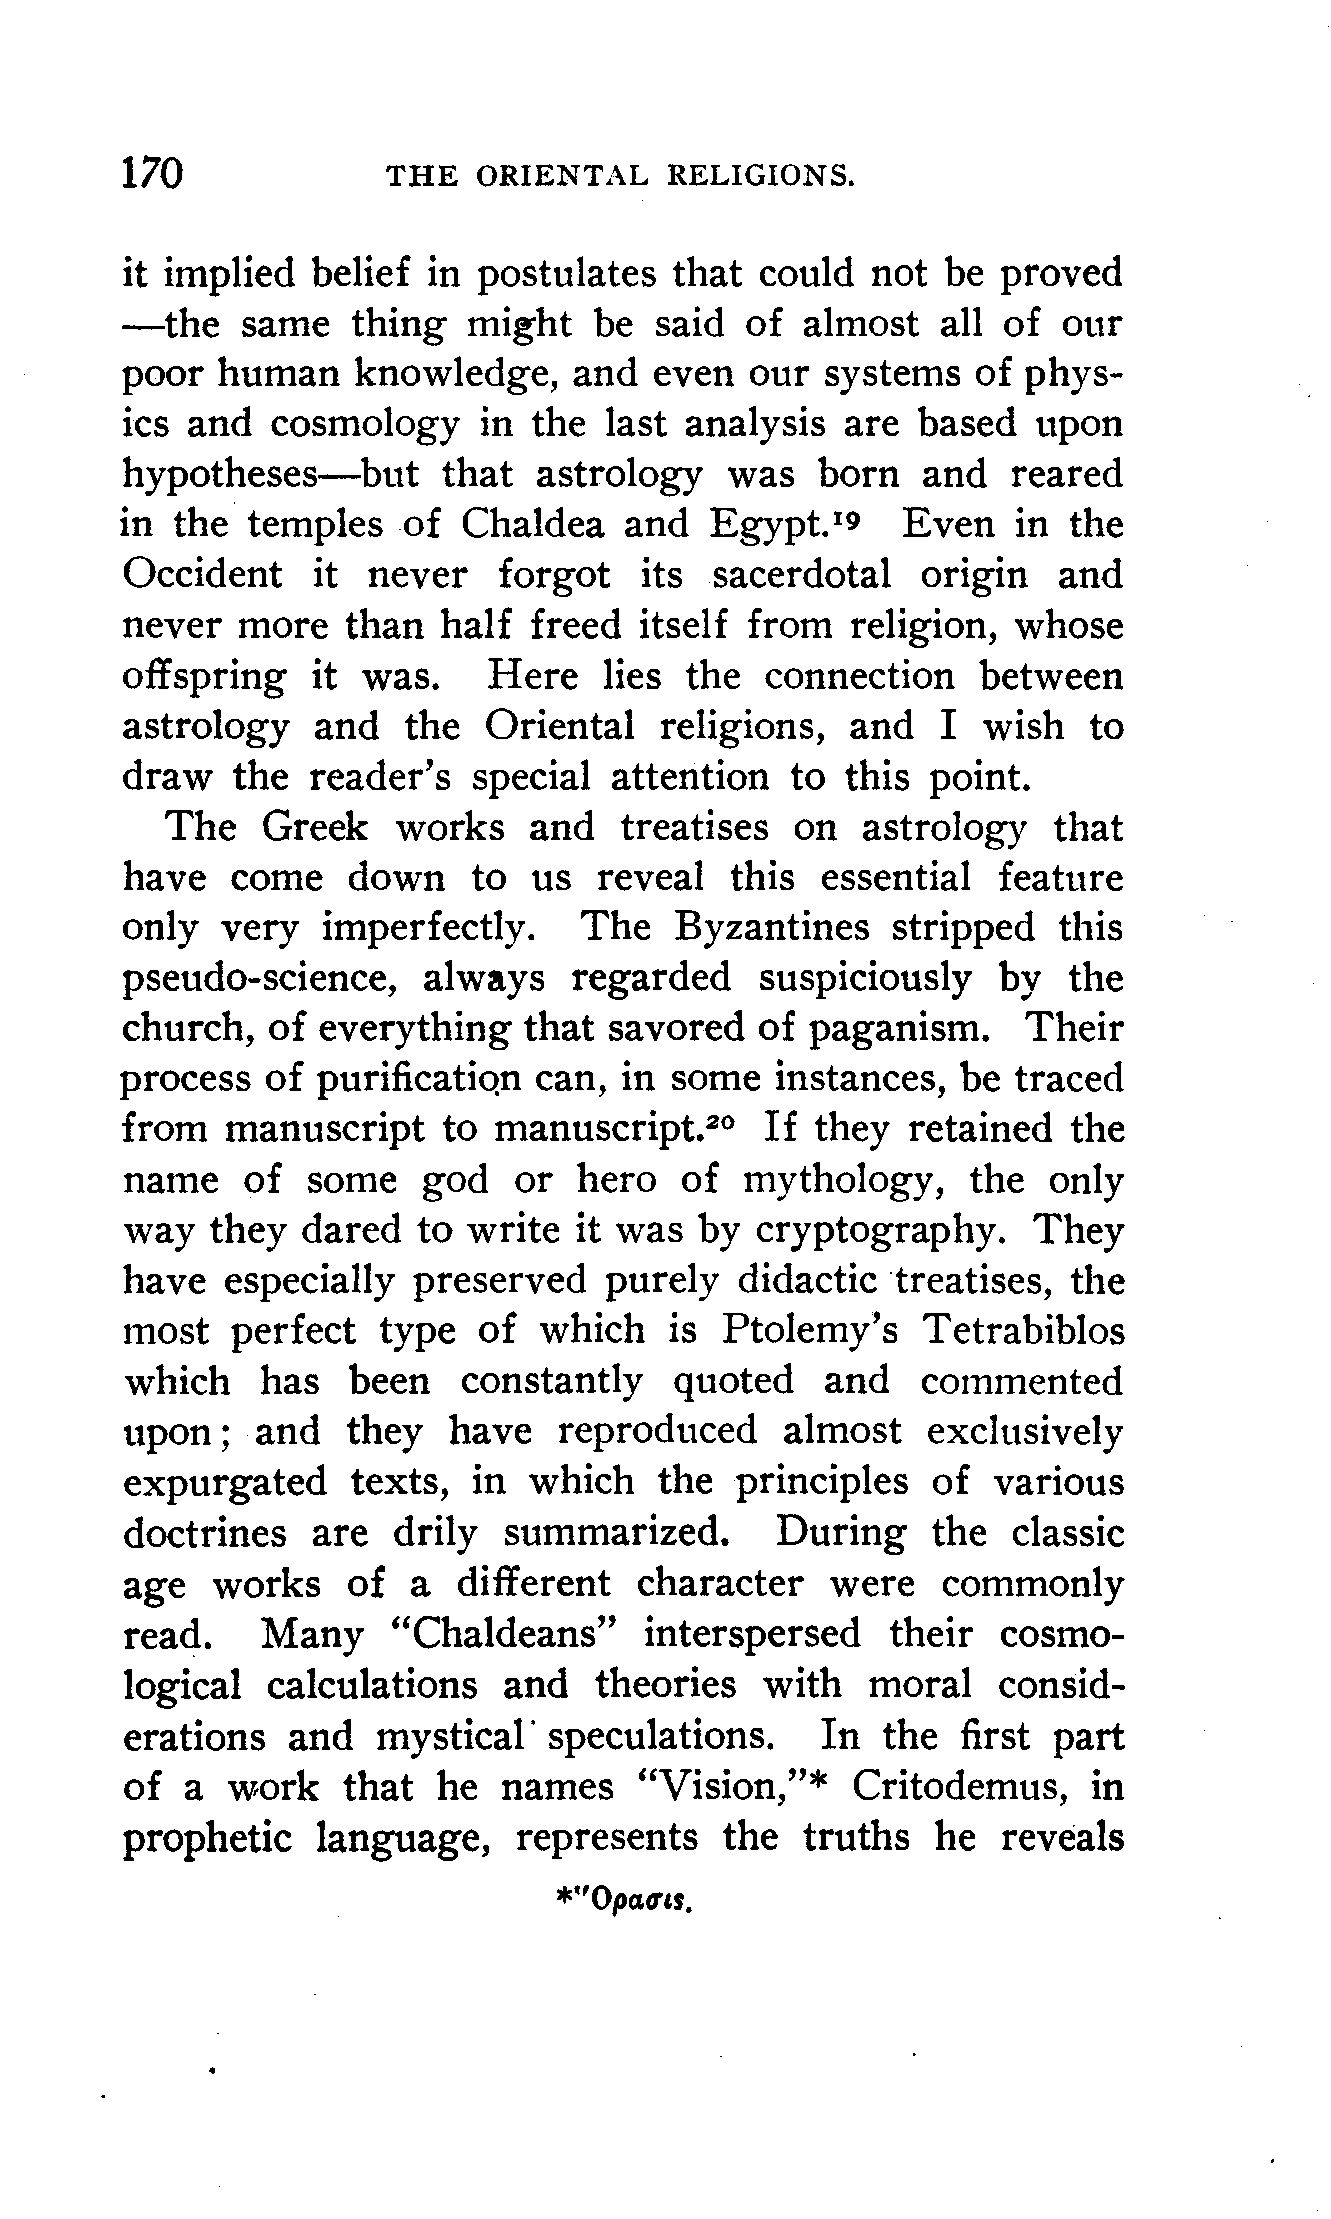 170 THE ORIENTAL RELIGIONS.
it implied belief in postulates that could not be proved
—the same thing might be said of almost all of our
poor human knowledge, and even our systems of phys-
ics and cosmology in the last analysis are based upon
hypotheses—but that astrology was born and reared
in the temples of Chaldea and Egypt.¹⁹ Even in the
Occident it never forgot its sacerdotal origin and
never more than half freed itself from religion, whose
offspring it was. Here lies the connection between
astrology and the Oriental religions, and I wish to
draw the reader's special attention to this point.
The Greek works and treatises on astrology that
have come down to us reveal this essential feature
only very imperfectly. The Byzantines stripped this
pseudo-science, always regarded suspiciously by the
church, of everything that savored of paganism. Their
process of purification can, in some instances, be traced
from manuscript to manuscript.²⁰ If they retained the
name of some god or hero of mythology, the only
way they dared to write it was by cryptography. They
have especially preserved purely didactic treatises, the
most perfect type of which is Ptolemy's Tetrabiblos
which has been constantly quoted and commented
upon; and they have reproduced almost exclusively
expurgated texts, in which the principles of various
doctrines are drily summarized. During the classic
age works of a different character were commonly
read. Many "Chaldeans" interspersed their cosmo-
logical calculations and theories with moral consid-
erations and mystical speculations. In the first part
of a work that he names "Vision,"* Critodemus, in
prophetic language, represents the truths he reveals
*Ὅρασις.